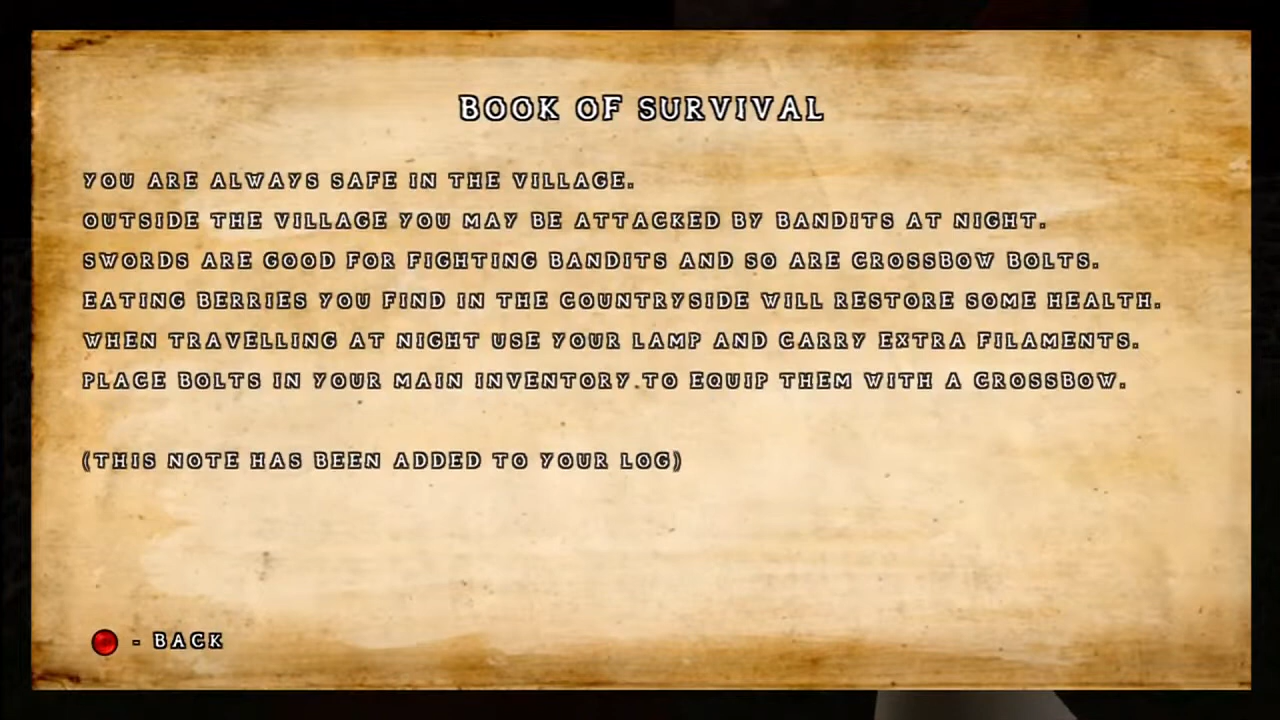 BOOK OF SURVIVAL
YOU ARE ALWAYS SAFE IN THE VILLAGE.
OUTSIDE THE VILLAGE YOU MAY BE ATTACKED BY BANDITS AT NIGHT.
SWORDS ARE GOOD FOR FIGHTING BANDITS AND SO ARE CROSSBOW BOLTS.
EATING BERRIES YOU FIND IN THE COUNTRYSIDE WILL RESTORE SOME HEALTH.
WHEN TRAVELLING AT NIGHT USE YOUR LAMP AND CARRY EXTRA FILAMENTS.
PLACE BOLTS IN YOUR MAIN INVENTORY TO EQUIP THEM WITH A CROSSBOW.
(THIS NOTE HAS BEEN ADDED TO YOUR LOG)
- BACK